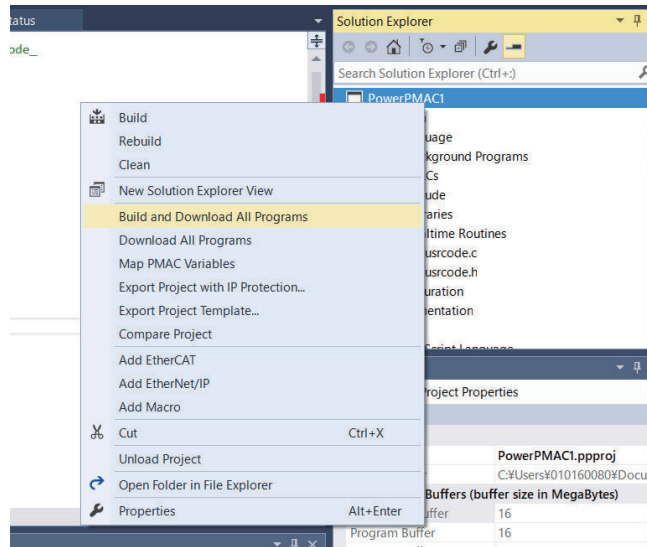 tatus
ode_
Solution Explorer
Search Solution Explorer (Ctrl+:)
PowerPMAC1
uage
kground Programs
Cs
ude
raries
ltime Routines
usrcode.c
usrcode.h
uration
entation
Script Language
Build
Rebuild
Clean
New Solution Explorer View
Build and Download All Programs
Download All Programs
Map PMAC Variables
Export Project with IP Protection...
Export Project Template...
Compare Project
Add EtherCAT
Add EtherNet/IP
Add Macro
Cut Ctrl+X
Unload Project
Open Folder in File Explorer
Properties Alt+Enter
roject Properties
PowerPMAC1.ppproj
C:¥Users¥010160080¥Docu
Buffers (buffer size in MegaBytes)
uffer 16
Program Buffer 16